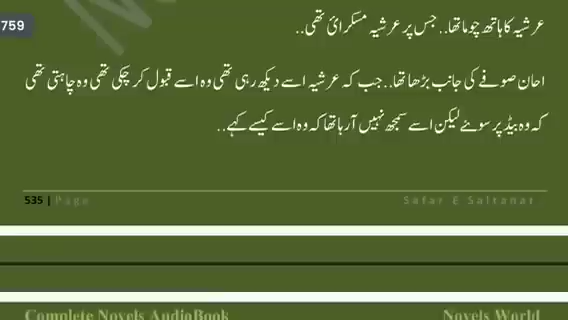 759
عرشیہ کا ہاتھ چوما تھا.. جس پر عرشیہ مسکرائی تھی..
احان صوفے کی جانب بڑھا تھا.. جب کہ عرشیہ اسے دیکھ رہی تھی وہ اسے قبول کر چکی تھی وہ چاہتی تھی
کہ وہ بیڈ پر سوئے لیکن اسے سمجھ نہیں آ رہا تھا کہ وہ اسے کیسے کہے..
535 | Page
Safar E Saltanar
Complete Novels AudioBook
Novels World